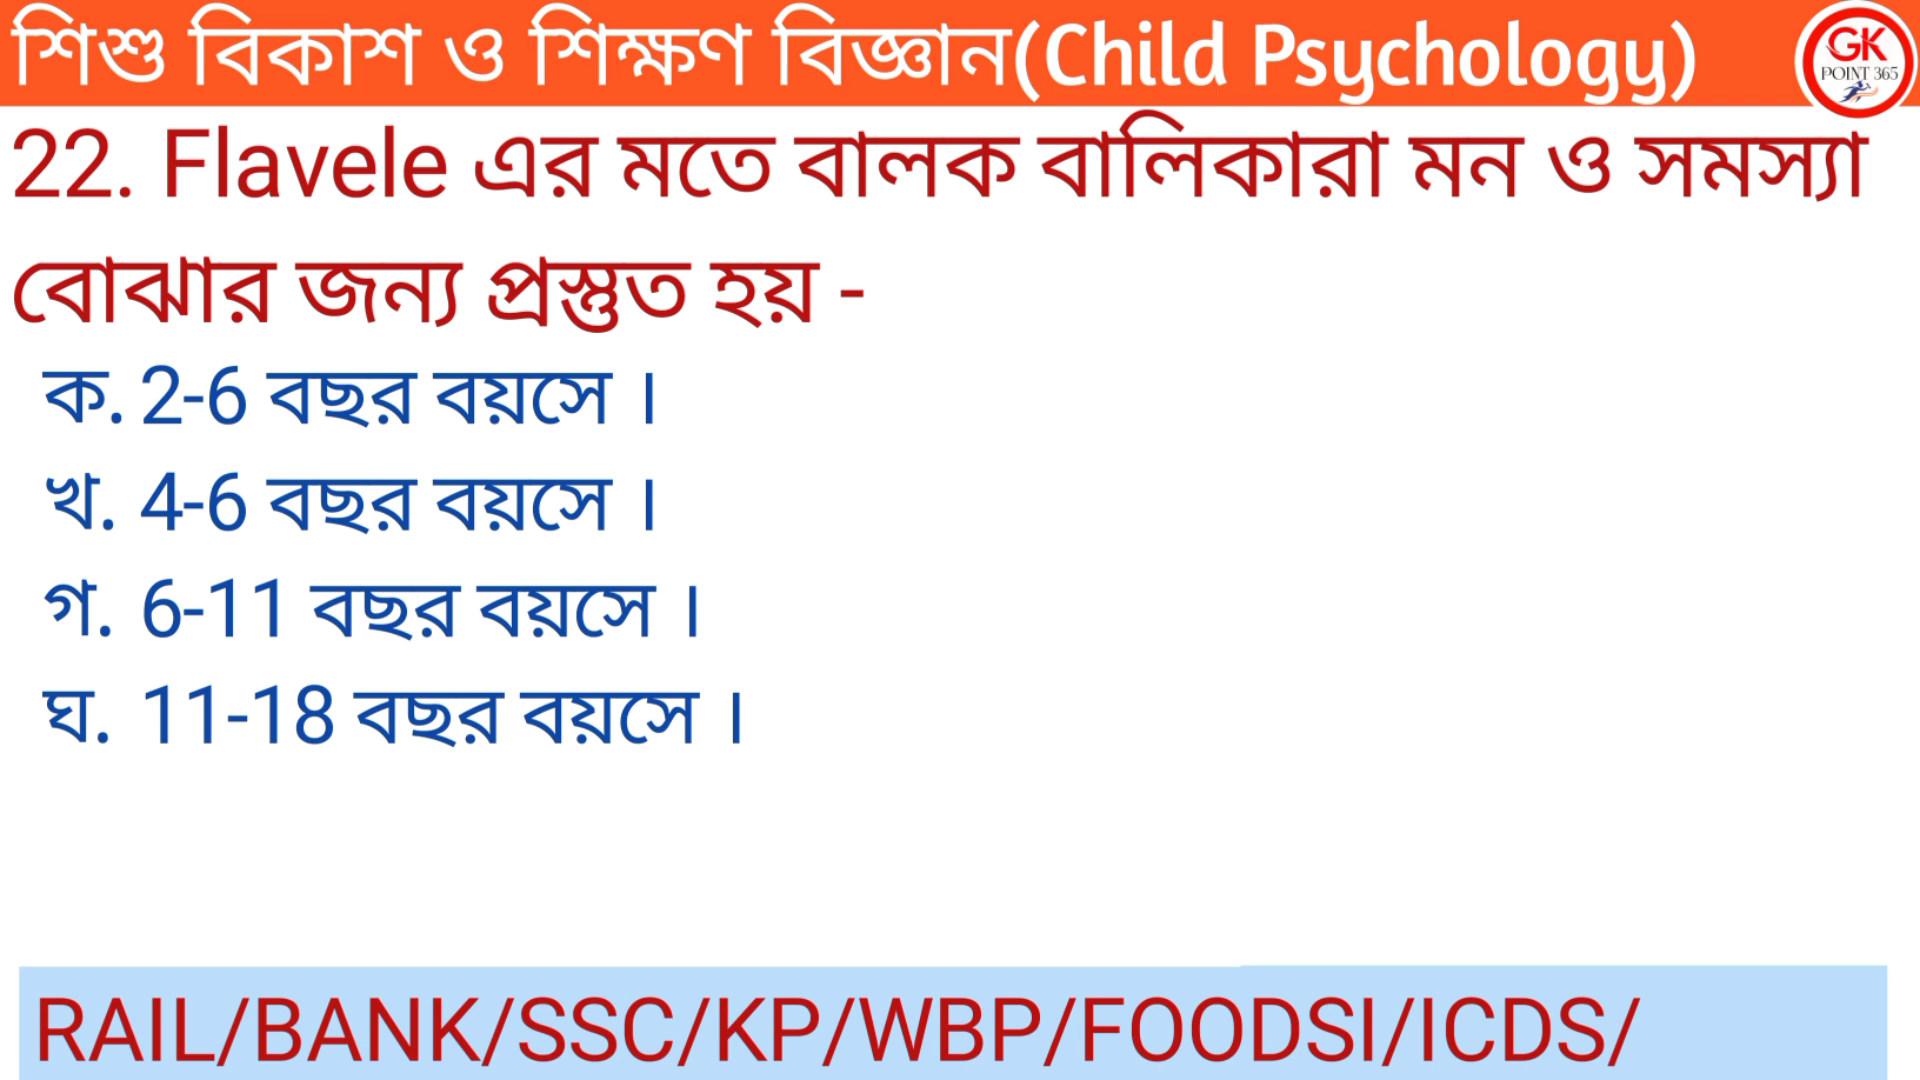 শিশু বিকাশ ও শিক্ষণ বিজ্ঞান(Child Psychology)
GK
POINT 365
22. Flavele এর মতে বালক বালিকারা মন ও সমস্যা
বোঝার জন্য প্রস্তুত হয় -
ক. 2-6 বছর বয়সে ।
খ. 4-6 বছর বয়সে ।
গ. 6-11 বছর বয়সে ।
ঘ. 11-18 বছর বয়সে ।
RAIL/BANK/SSC/KP/WBP/FOODSI/ICDS/